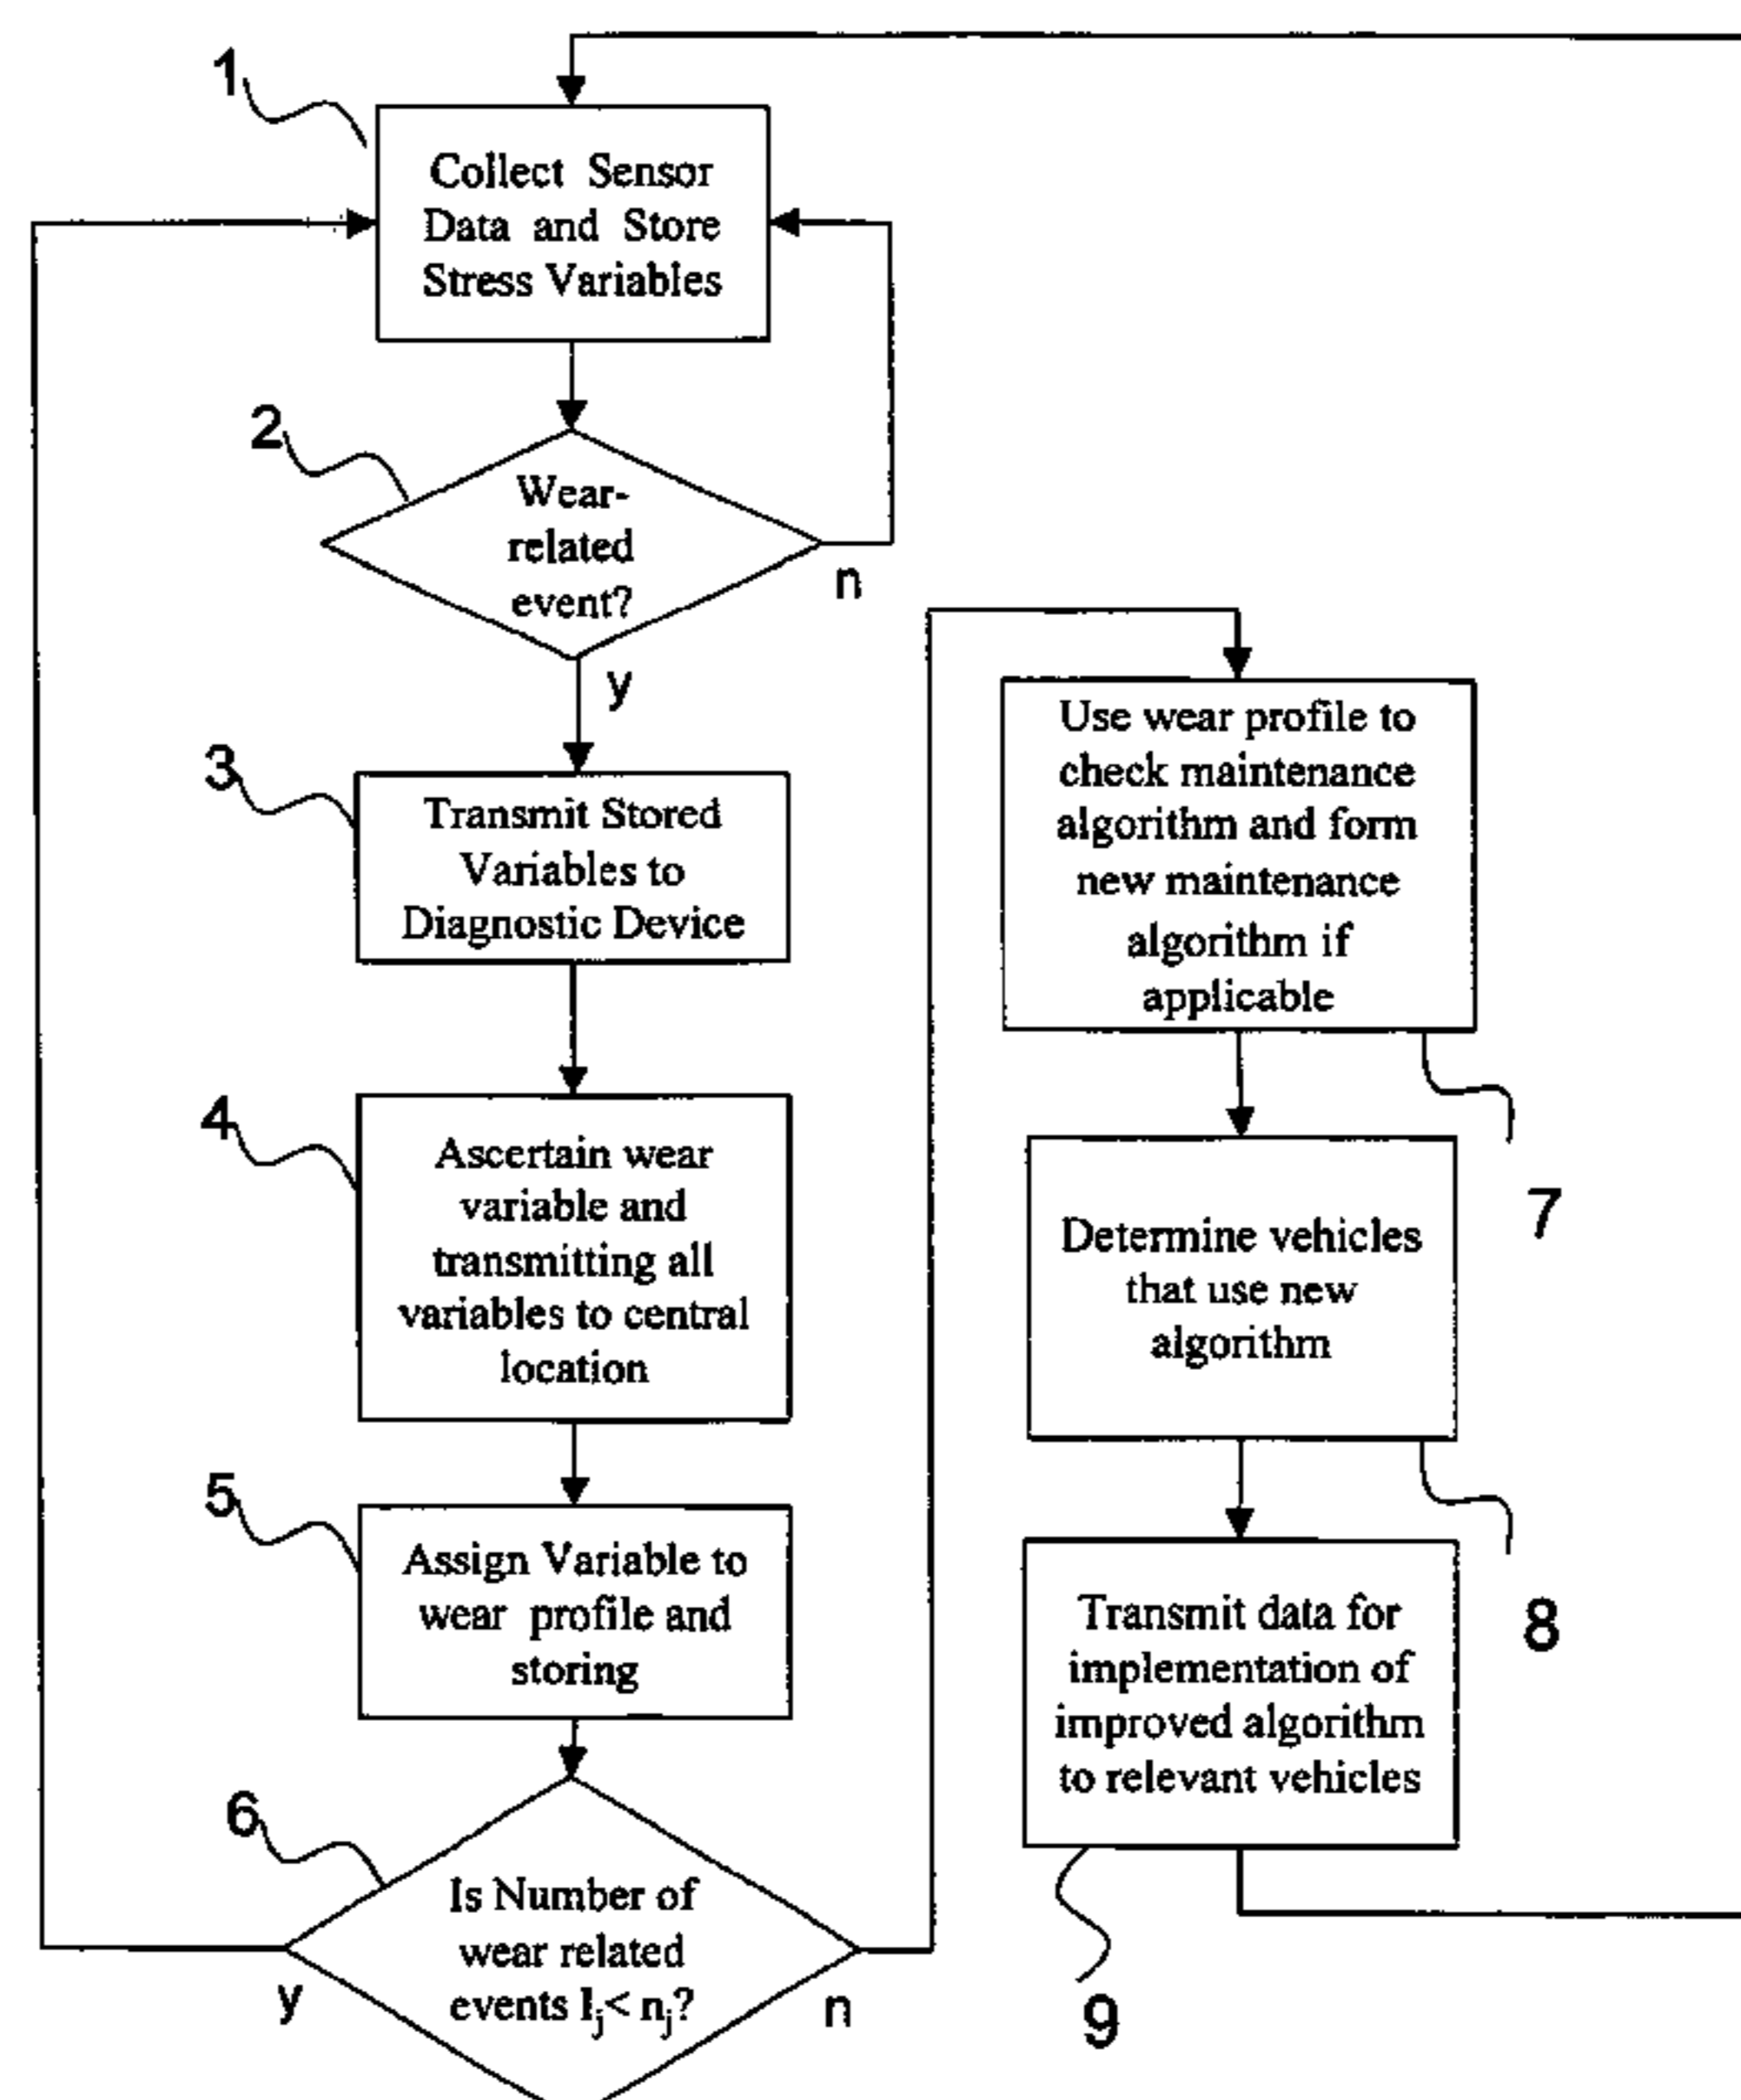 1
Collect Sensor
Data and Store
Stress Variables
2
Wear-
related
event?
n
y
3
Transmit Stored
Variables to
Diagnostic Device
4
Ascertain wear
variable and
transmitting all
variables to central
location
5
Assign Variable to
wear profile and
storing
6
Is Number of
wear related
events Ij< nj?
y
n
Use wear profile to
check maintenance
algorithm and form
new maintenance
algorithm if
applicable
7
Determine vehicles
that use new
algorithm
8
Transmit data for
implementation of
improved algorithm
to relevant vehicles
9